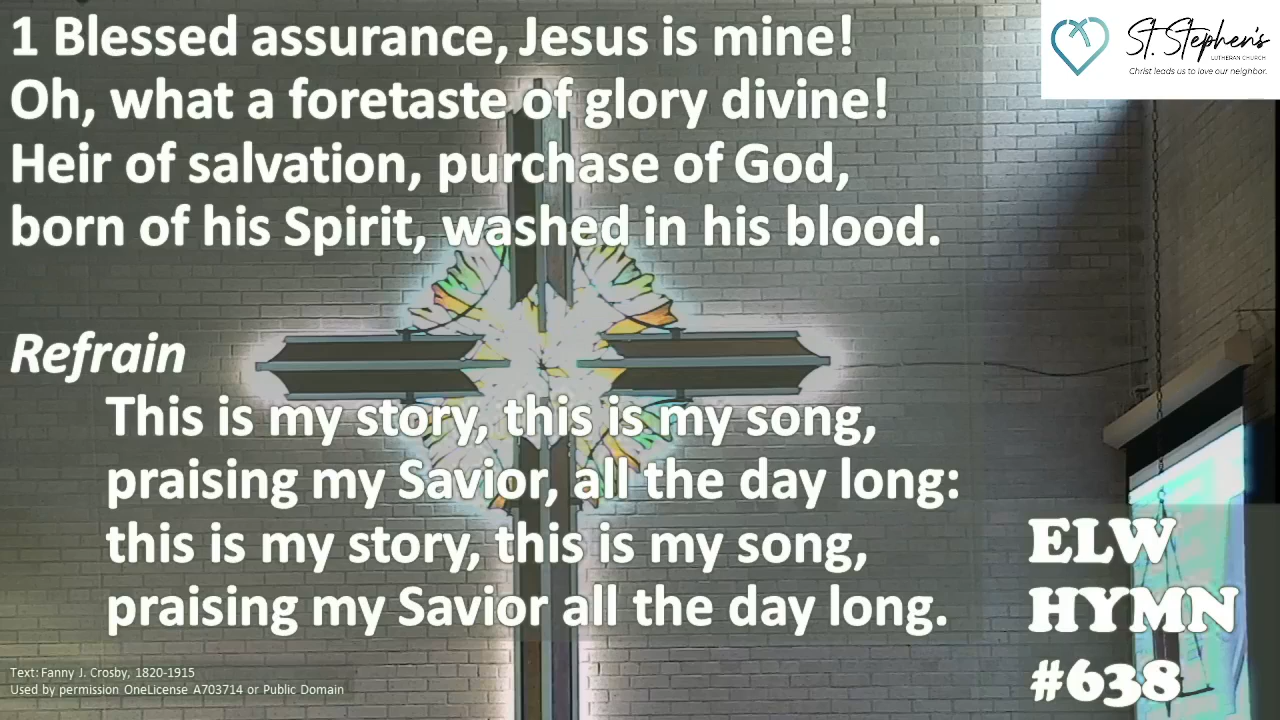 1 Blessed assurance, Jesus is mine!
Oh, what a foretaste of glory divine!
Heir of salvation, purchase of God,
born of his Spirit, washed in his blood.
Refrain
This is my story, this is my song,
praising my Savior, all the day long:
this is my story, this is my song,
praising my Savior all the day long.
Text: Fanny J. Crosby, 1820-1915
Used by permission OneLicense A703714 or Public Domain
St. Stephen's
LUTHERAN CHURCH
Christ leads us to love our neighbor.
ELW
HYMN
#638